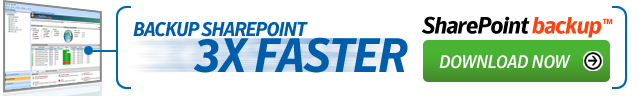 BACKUP SHAREPOINT
3X FASTER
SharePoint backup™
DOWNLOAD NOW